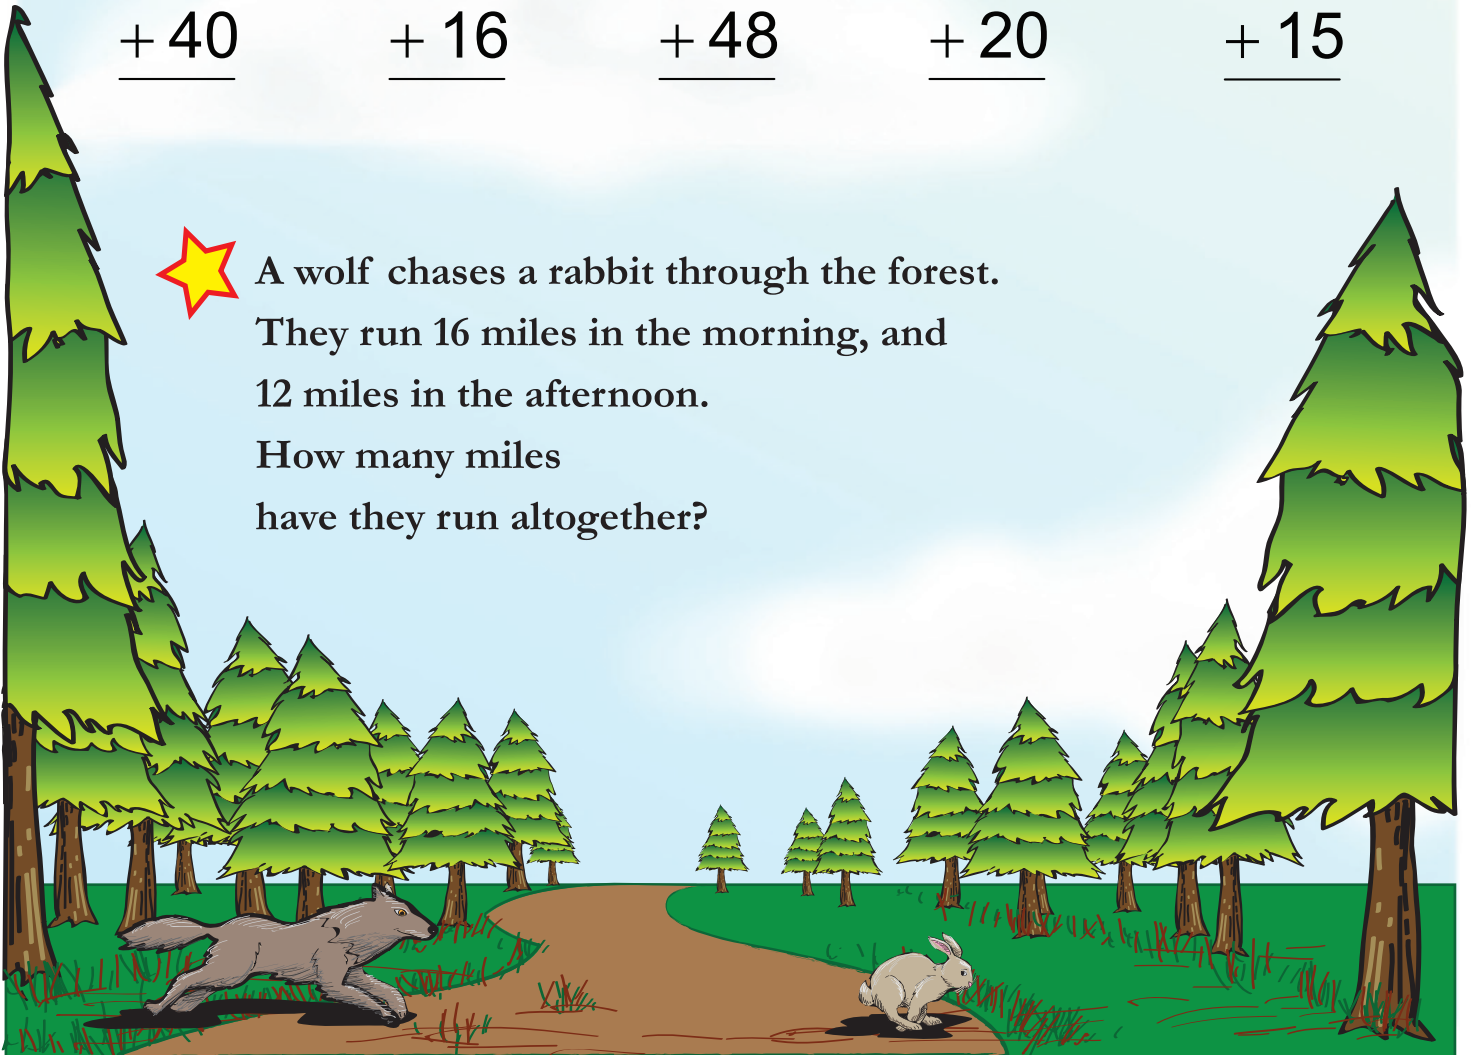 + 40 + 16 + 48 + 20 + 15
A wolf chases a rabbit through the forest.
They run 16 miles in the morning, and
12 miles in the afternoon.
How many miles
have they run altogether?